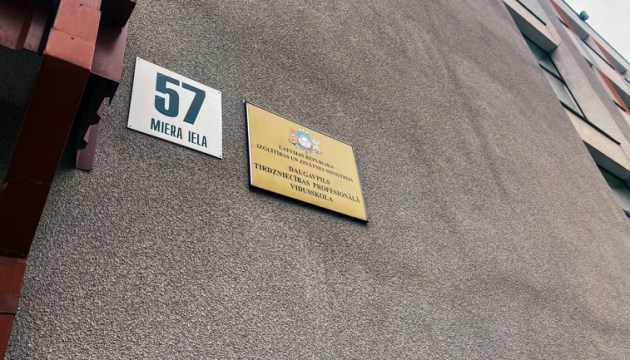 57
MIERA IELA
LATVIJAS REPUBLIKA
IZGLĪTĪBAS UN ZINĀTNES MINISTRIJA
DAUGAVPILS
TIRDZNIECĪBAS PROFESIONĀLĀ
VIDUSSKOLA